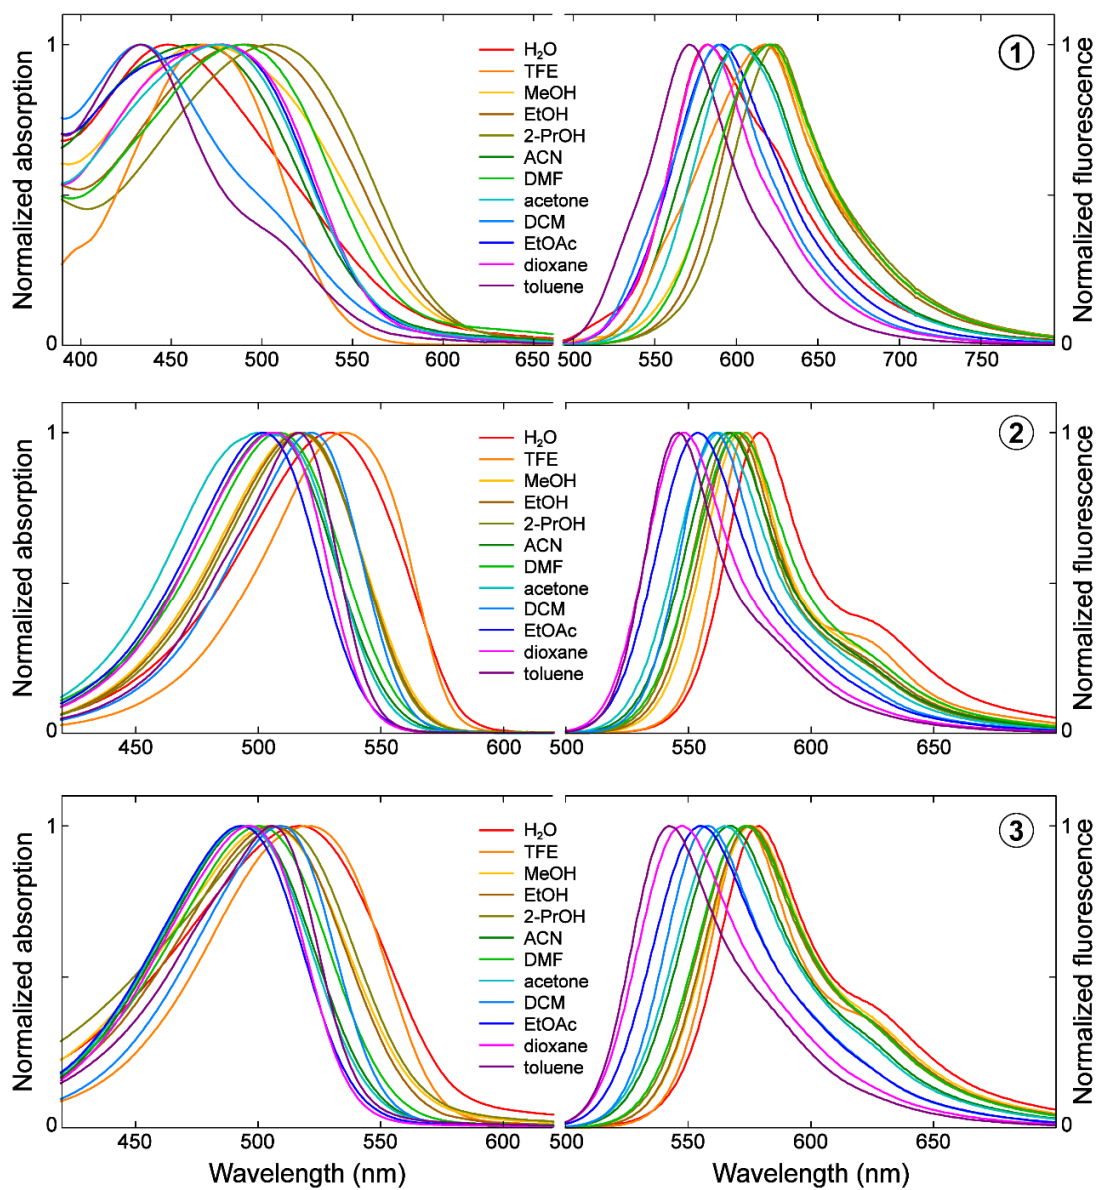 Normalized absorption
1
0
400
450
500
550
600
650
H₂O
TFE
MeOH
EtOH
2-PrOH
ACN
DMF
acetone
DCM
EtOAc
dioxane
toluene
500
550
600
650
700
750
1
0
Normalized fluorescence
1
Normalized absorption
1
0
450
500
550
600
H₂O
TFE
MeOH
EtOH
2-PrOH
ACN
DMF
acetone
DCM
EtOAc
dioxane
toluene
500
550
600
650
1
0
Normalized fluorescence
2
Normalized absorption
1
0
450
500
550
600
H₂O
TFE
MeOH
EtOH
2-PrOH
ACN
DMF
acetone
DCM
EtOAc
dioxane
toluene
500
550
600
650
1
0
Normalized fluorescence
3
Wavelength (nm)
Wavelength (nm)